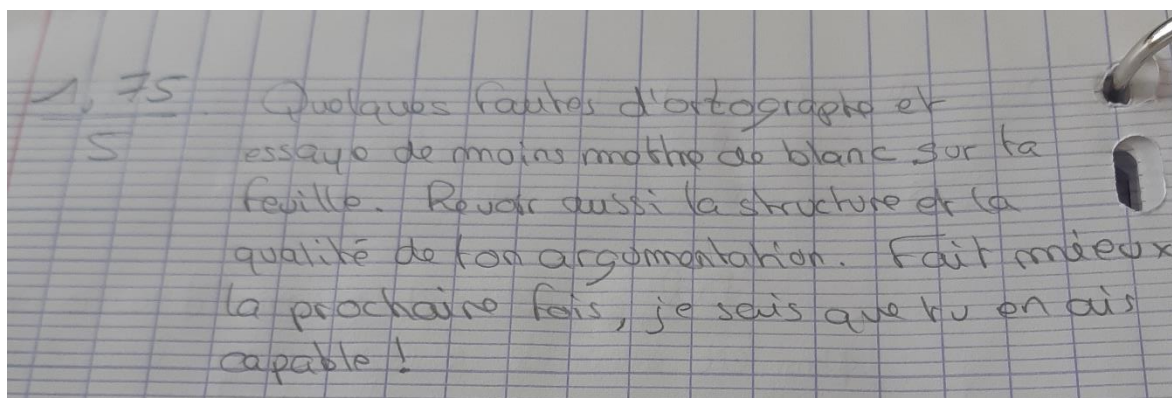 1,75 Quelques fautes d'ortographe et
5 essaye de moins mettre de blanc sur ta
feuille. Revoir aussi la structure et la
qualité de ton argumentation. Fait mieux
la prochaine fois, je sais que tu en ais
capable !